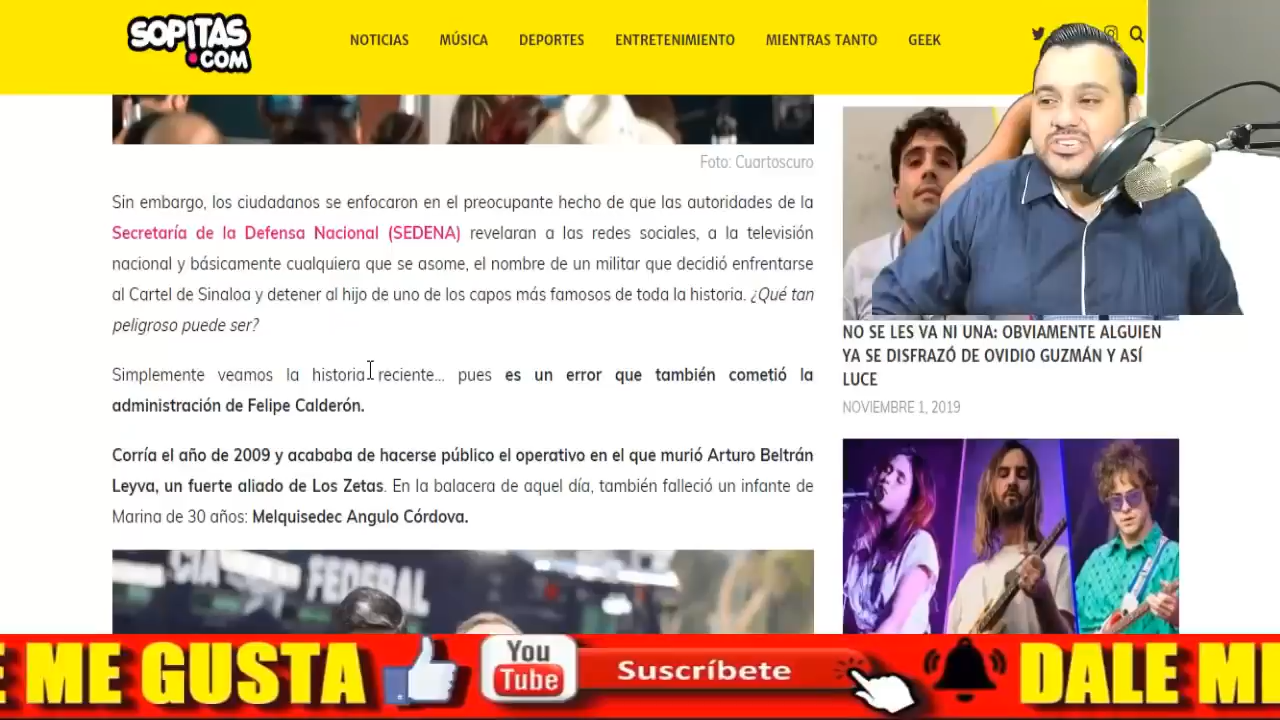 SOPITAS
.COM
NOTICIAS MÚSICA DEPORTES ENTRETENIMIENTO MIENTRAS TANTO GEEK
Foto: Cuartoscuro
Sin embargo, los ciudadanos se enfocaron en el preocupante hecho de que las autoridades de la
Secretaría de la Defensa Nacional (SEDENA) revelaran a las redes sociales, a la televisión
nacional y básicamente cualquiera que se asome, el nombre de un militar que decidió enfrentarse
al Cartel de Sinaloa y detener al hijo de uno de los capos más famosos de toda la historia. ¿Qué tan
peligroso puede ser?
Simplemente veamos la historia reciente... pues es un error que también cometió la
administración de Felipe Calderón.
Corría el año de 2009 y acababa de hacerse público el operativo en el que murió Arturo Beltrán
Leyva, un fuerte aliado de Los Zetas. En la balacera de aquel día, también falleció un infante de
Marina de 30 años: Melquisedec Angulo Córdova.
CIA FEDERAL
NO SE LES VA NI UNA: OBVIAMENTE ALGUIEN
YA SE DISFRAZÓ DE OVIDIO GUZMÁN Y ASÍ
LUCE
NOVIEMBRE 1, 2019
E ME GUSTA You Tube Suscríbete DALE ME